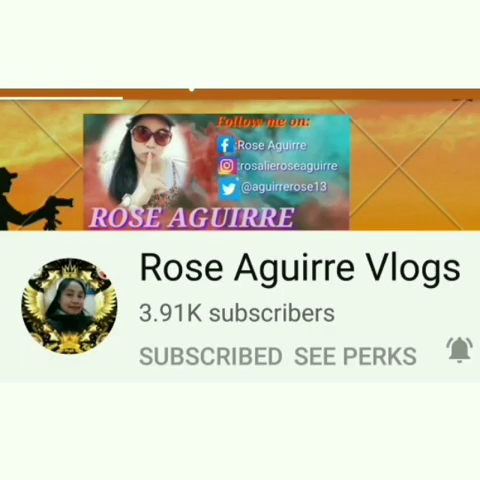 Follow me on:
:Rose Aguirre
:rosalieroseaguirre
@aguirrerose13
ROSE AGUIRRE
Rose Aguirre Vlogs
3.91K subscribers
SUBSCRIBED SEE PERKS